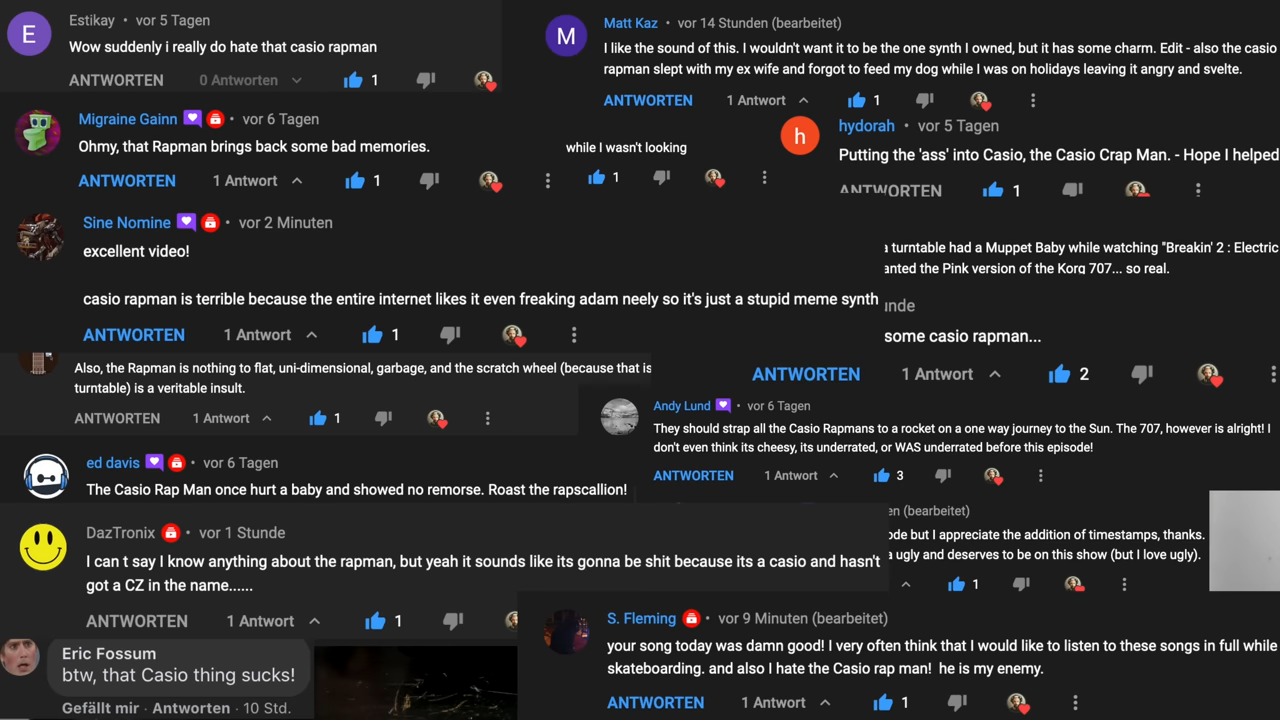 E
Estikay · vor 5 Tagen
Wow suddenly i really do hate that casio rapman
ANTWORTEN 0 Antworten 1
M
Matt Kaz · vor 14 Stunden (bearbeitet)
I like the sound of this. I wouldn't want it to be the one synth I owned, but it has some charm. Edit - also the casio
rapman slept with my ex wife and forgot to feed my dog while I was on holidays leaving it angry and svelte.
ANTWORTEN 1 Antwort 1
Migraine Gainn · vor 6 Tagen
Ohmy, that Rapman brings back some bad memories.
ANTWORTEN 1 Antwort 1
while I wasn't looking
1
h
hydorah · vor 5 Tagen
Putting the 'ass' into Casio, the Casio Crap Man. - Hope I helped
ANTWORTEN 1
Sine Nomine · vor 2 Minuten
excellent video!
casio rapman is terrible because the entire internet likes it even freaking adam neely so it's just a stupid meme synth
ANTWORTEN 1 Antwort 1
a turntable had a Muppet Baby while watching "Breakin' 2 : Electric
anted the Pink version of the Korg 707... so real.
unde
some casio rapman...
ANTWORTEN 1 Antwort 2
Also, the Rapman is nothing to flat, uni-dimensional, garbage, and the scratch wheel (because that is
turntable) is a veritable insult.
ANTWORTEN 1 Antwort 1
Andy Lund · vor 6 Tagen
They should strap all the Casio Rapmans to a rocket on a one way journey to the Sun. The 707, however is alright! I
don't even think its cheesy, its underrated, or WAS underrated before this episode!
ANTWORTEN 1 Antwort 3
ed davis · vor 6 Tagen
The Casio Rap Man once hurt a baby and showed no remorse. Roast the rapscallion!
en (bearbeitet)
ode but I appreciate the addition of timestamps, thanks.
a ugly and deserves to be on this show (but I love ugly).
1
DazTronix · vor 1 Stunde
I can t say I know anything about the rapman, but yeah it sounds like its gonna be shit because its a casio and hasn't
got a CZ in the name......
ANTWORTEN 1 Antwort 1
S. Fleming · vor 9 Minuten (bearbeitet)
your song today was damn good! I very often think that I would like to listen to these songs in full while
skateboarding. and also I hate the Casio rap man! he is my enemy.
ANTWORTEN 1 Antwort 1
Eric Fossum
btw, that Casio thing sucks!
Gefällt mir · Antworten · 10 Std.